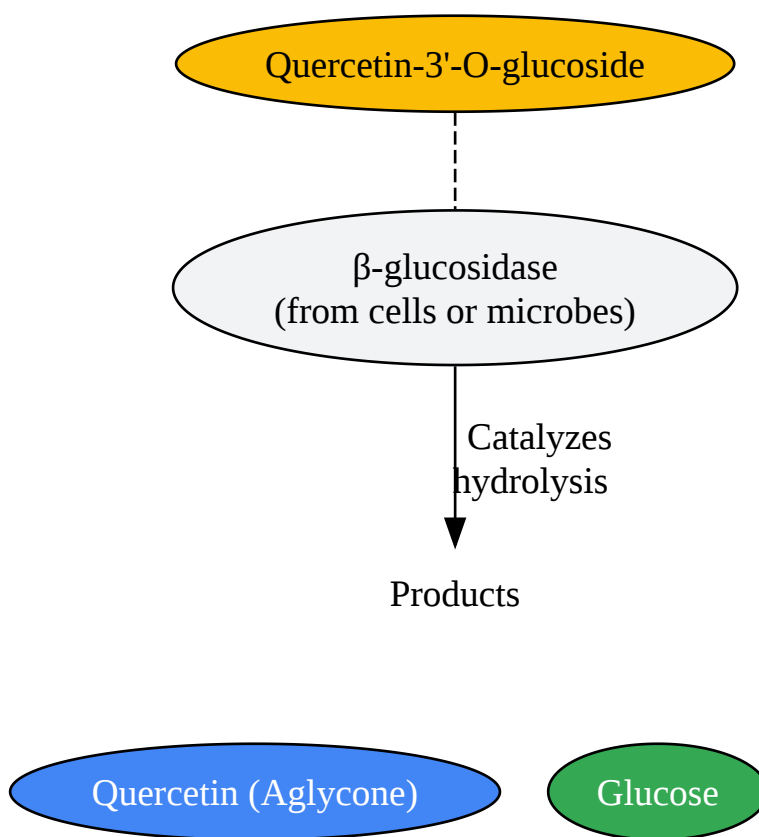 Quercetin-3'-O-glucoside
β-glucosidase
(from cells or microbes)
Catalyzes
hydrolysis
Products
Quercetin (Aglycone)
Glucose